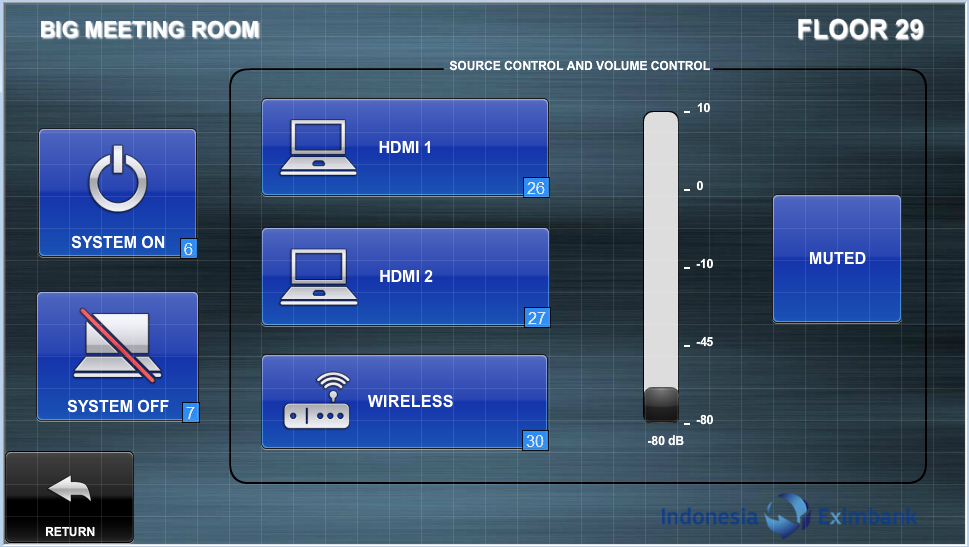 BIG MEETING ROOM
FLOOR 29
SOURCE CONTROL AND VOLUME CONTROL
SYSTEM ON
6
SYSTEM OFF
7
RETURN
HDMI 1
26
HDMI 2
27
WIRELESS
30
10
0
-10
-45
-80
-80 dB
MUTED
Indonesia Eximbank